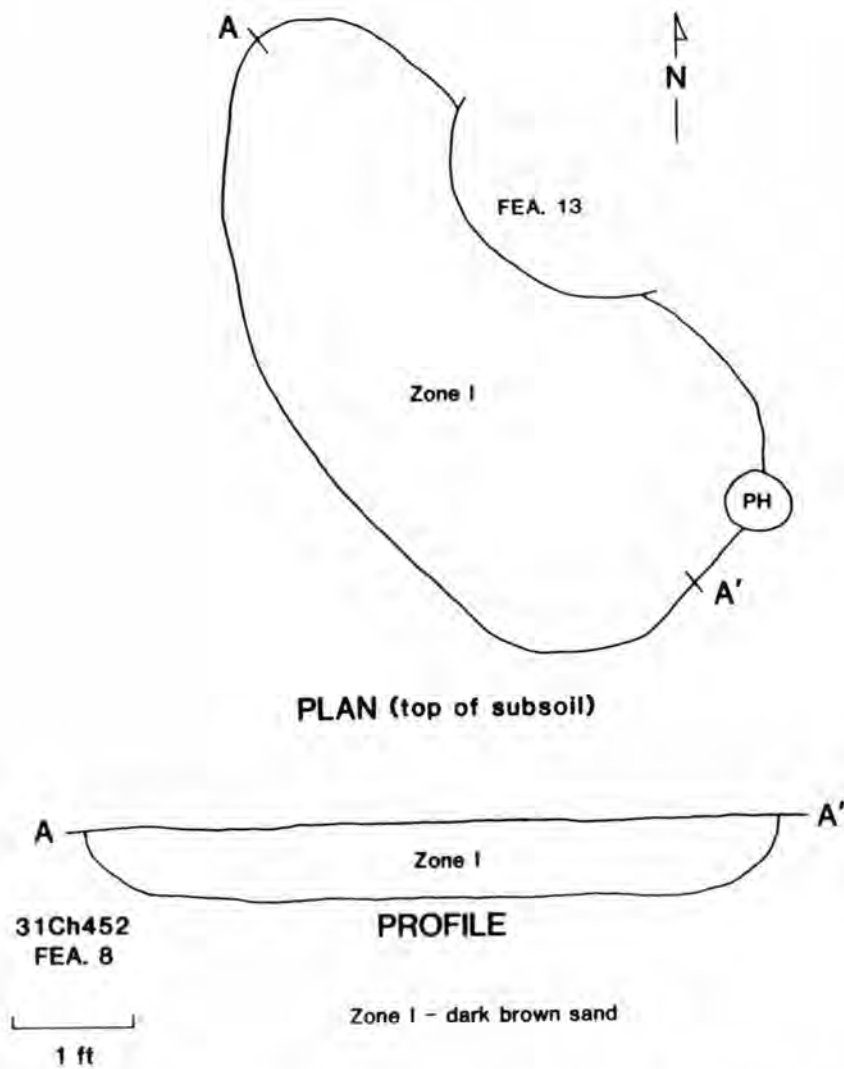 A
N
FEA. 13
Zone I
PH
A'
PLAN (top of subsoil)
A
A'
Zone I
31Ch452
FEA. 8
PROFILE
Zone I - dark brown sand
1 ft